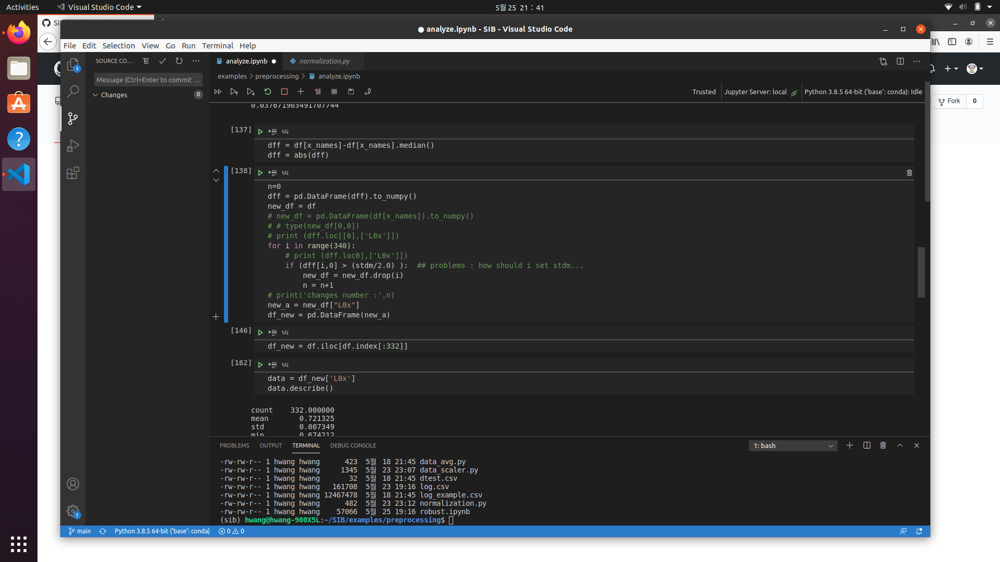 Activities
Visual Studio Code
5월 25 21：41
SI
● analyze.ipynb - SIB - Visual Studio Code
File Edit Selection View Go Run Terminal Help
SOURCE CO...
analyze.ipynb ●
normalization.py
1
Message (Ctrl+Enter to commit ...
examples > preprocessing > analyze.ipynb
Changes
0
Trusted
Jupyter Server: local
Python 3.8.5 64-bit ('base': conda): Idle
Fork
0
0.037671903491707744
[137]
M↓
dff = df[x_names]-df[x_names].median()
dff = abs(dff)
[138]
M↓
n=0
dff = pd.DataFrame(dff).to_numpy()
new_df = df
# new_df = pd.DataFrame(df[x_names]).to_numpy()
# # type(new_df[0,0])
# print (dff.loc[[0],['L0x']])
for i in range(340):
# print (dff.loc0],['L0x']])
if (dff[i,0] > (stdm/2.0) ):  ## problems : how should i set stdm...
new_df = new_df.drop(i)
n = n+1
# print('changes number :',n)
new_a = new_df["L0x"]
df_new = pd.DataFrame(new_a)
[146]
M↓
df_new = df.iloc[df.index[:332]]
[162]
M↓
data = df_new['L0x']
data.describe()
count 332.000000
mean 0.721325
std 0.007349
min 0.674212
PROBLEMS OUTPUT TERMINAL DEBUG CONSOLE
1: bash
-rw-rw-r-- 1 hwang hwang 423 5월 18 21:45 data_avg.py
-rw-rw-r-- 1 hwang hwang 1345 5월 23 23:07 data_scaler.py
-rw-rw-r-- 1 hwang hwang 32 5월 18 21:45 dtest.csv
-rw-rw-r-- 1 hwang hwang 161708 5월 23 19:16 log.csv
-rw-rw-r-- 1 hwang hwang 12467478 5월 18 21:45 log_example.csv
-rw-rw-r-- 1 hwang hwang 482 5월 23 23:12 normalization.py
-rw-rw-r-- 1 hwang hwang 57066 5월 25 19:16 robust.ipynb
(sib) hwang@hwang-900X5L:~/SIB/examples/preprocessing$
1
main
Python 3.8.5 64-bit ('base': conda)
0
0